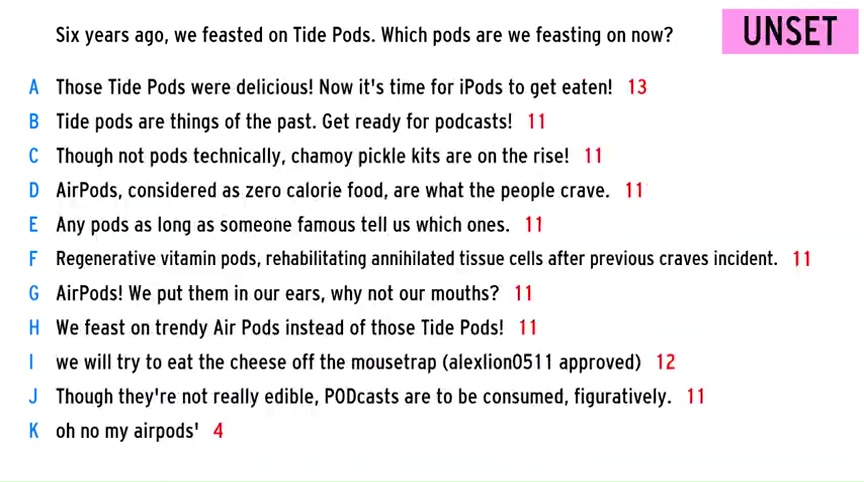 Six years ago, we feasted on Tide Pods. Which pods are we feasting on now?
UNSET
A Those Tide Pods were delicious! Now it's time for iPods to get eaten! 13
B Tide pods are things of the past. Get ready for podcasts! 11
C Though not pods technically, chamoy pickle kits are on the rise! 11
D AirPods, considered as zero calorie food, are what the people crave. 11
E Any pods as long as someone famous tell us which ones. 11
F Regenerative vitamin pods, rehabilitating annihilated tissue cells after previous craves incident. 11
G AirPods! We put them in our ears, why not our mouths? 11
H We feast on trendy Air Pods instead of those Tide Pods! 11
I we will try to eat the cheese off the mousetrap (alexlion0511 approved) 12
J Though they're not really edible, PODcasts are to be consumed, figuratively. 11
K oh no my airpods' 4